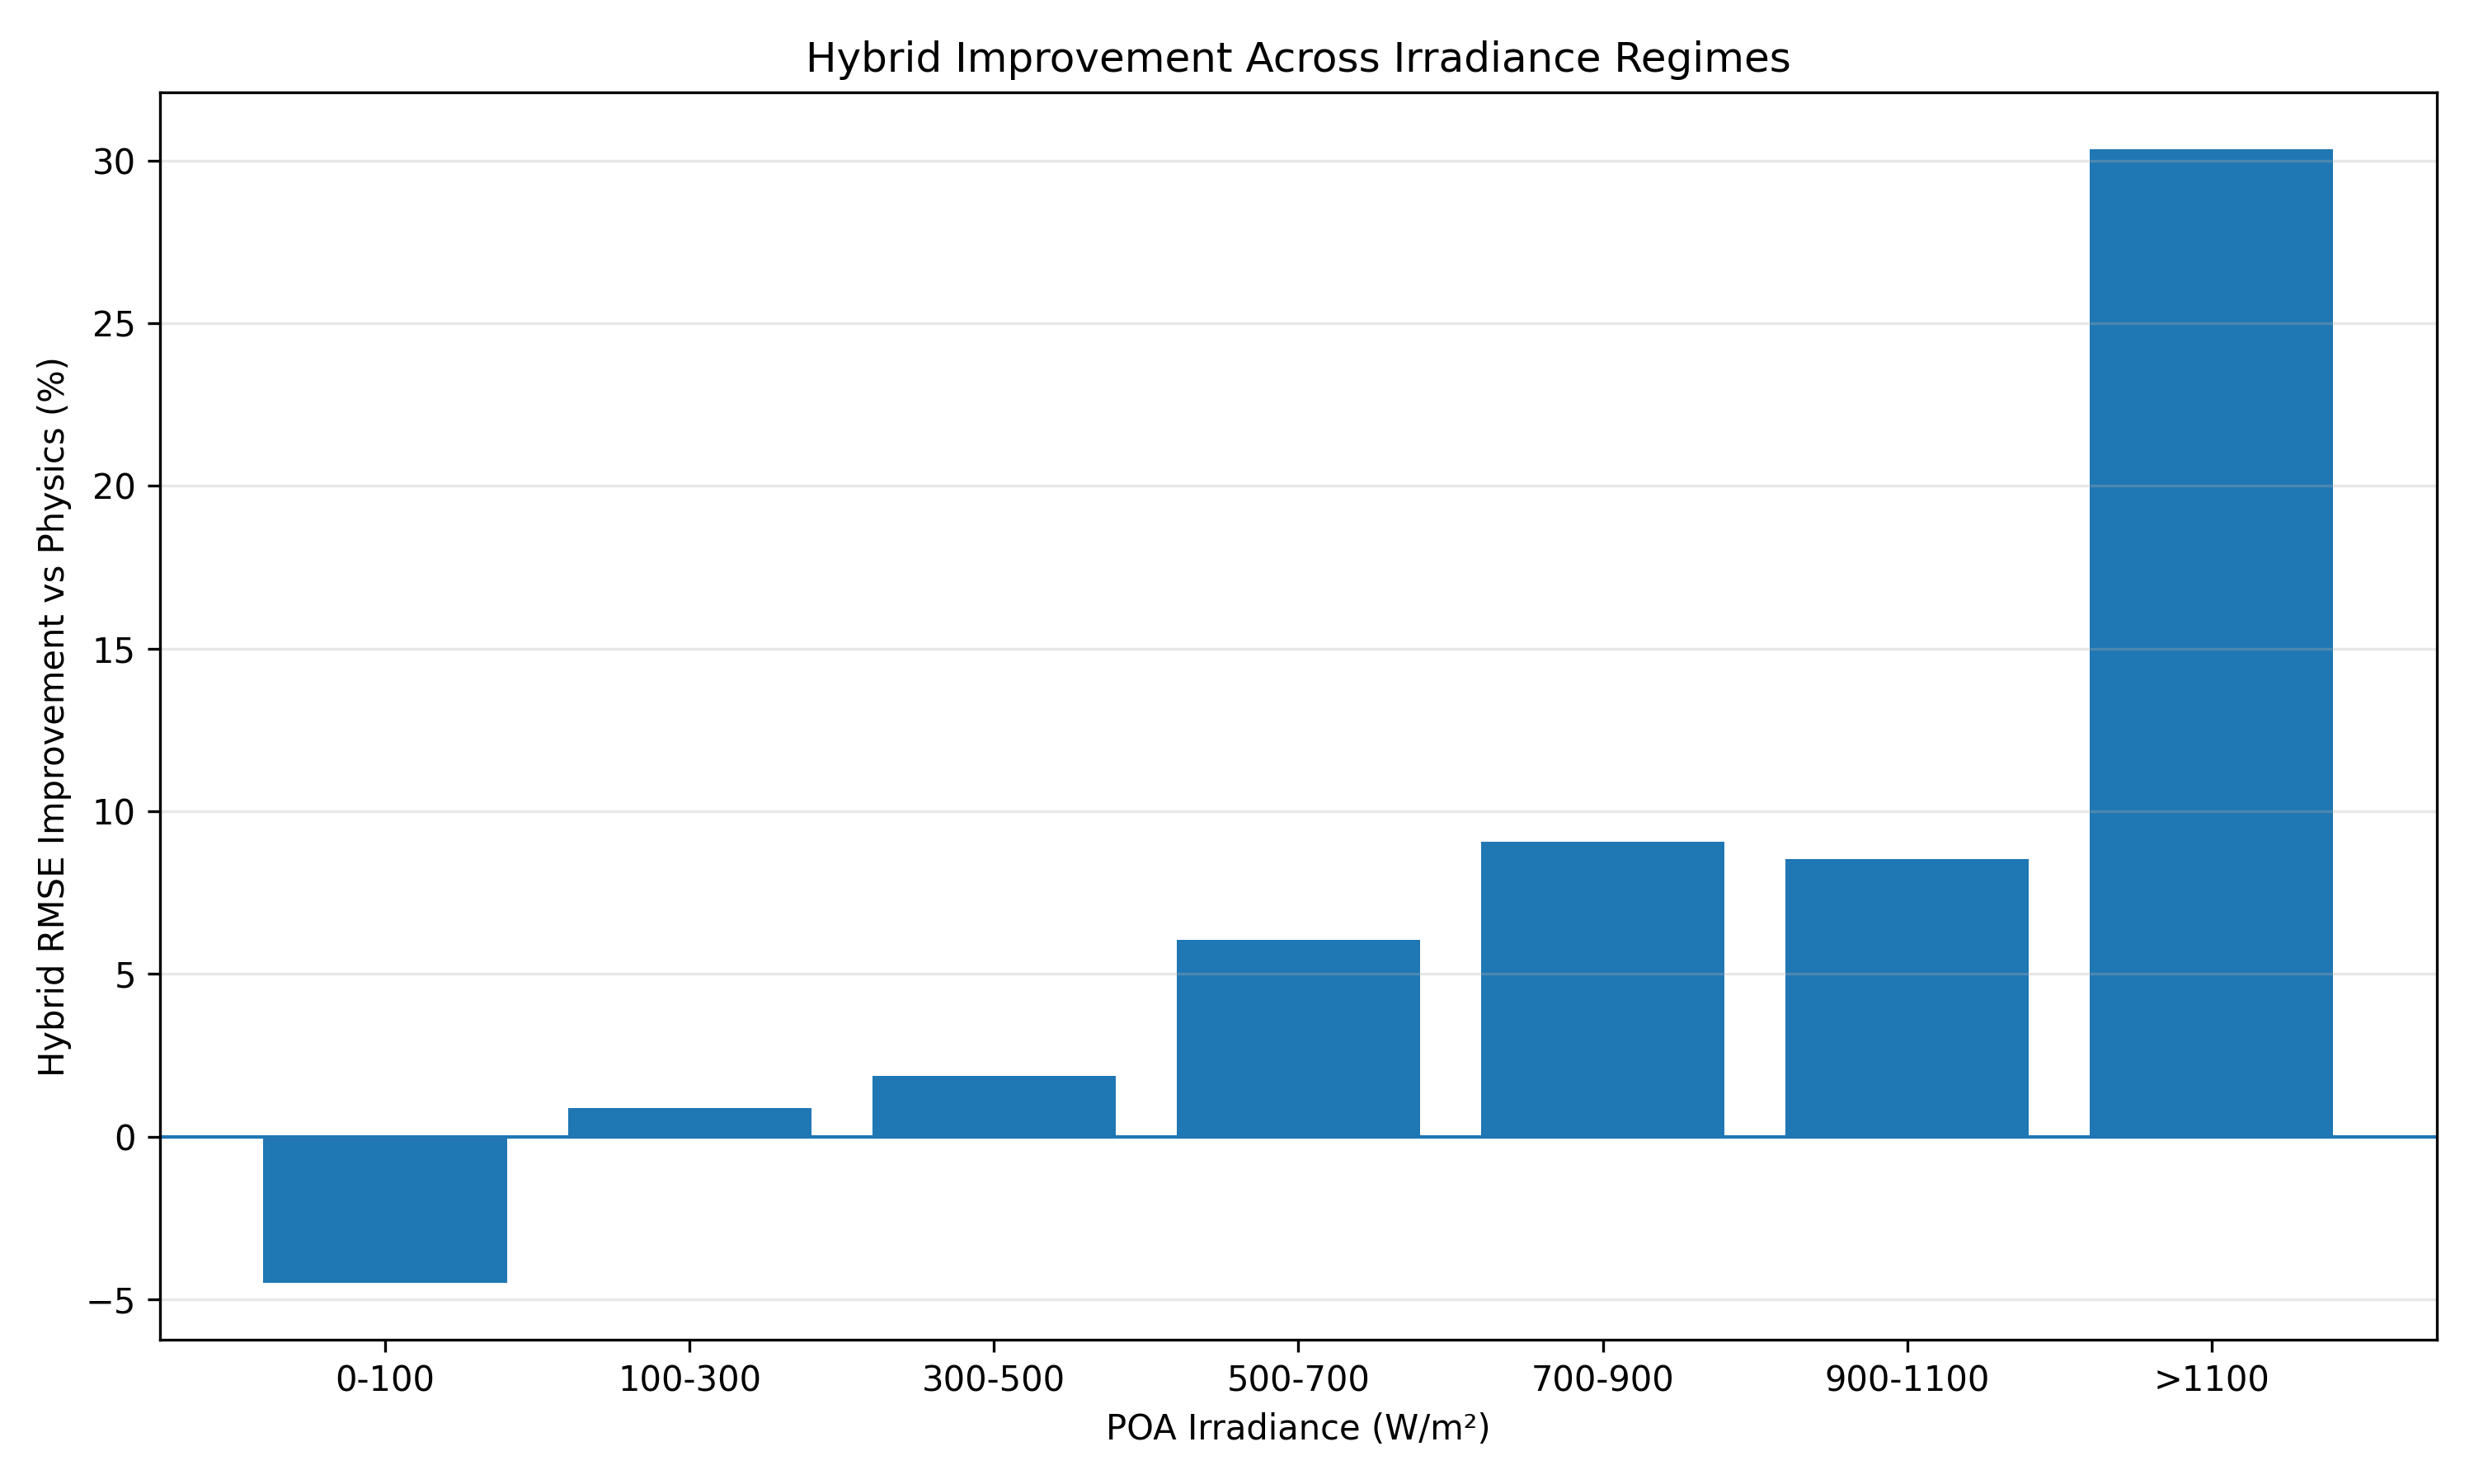 Hybrid Improvement Across Irradiance Regimes
Hybrid RMSE Improvement vs Physics (%)
30
25
20
15
10
5
0
−5
0-100 100-300 300-500 500-700 700-900 900-1100 >1100
POA Irradiance (W/m²)